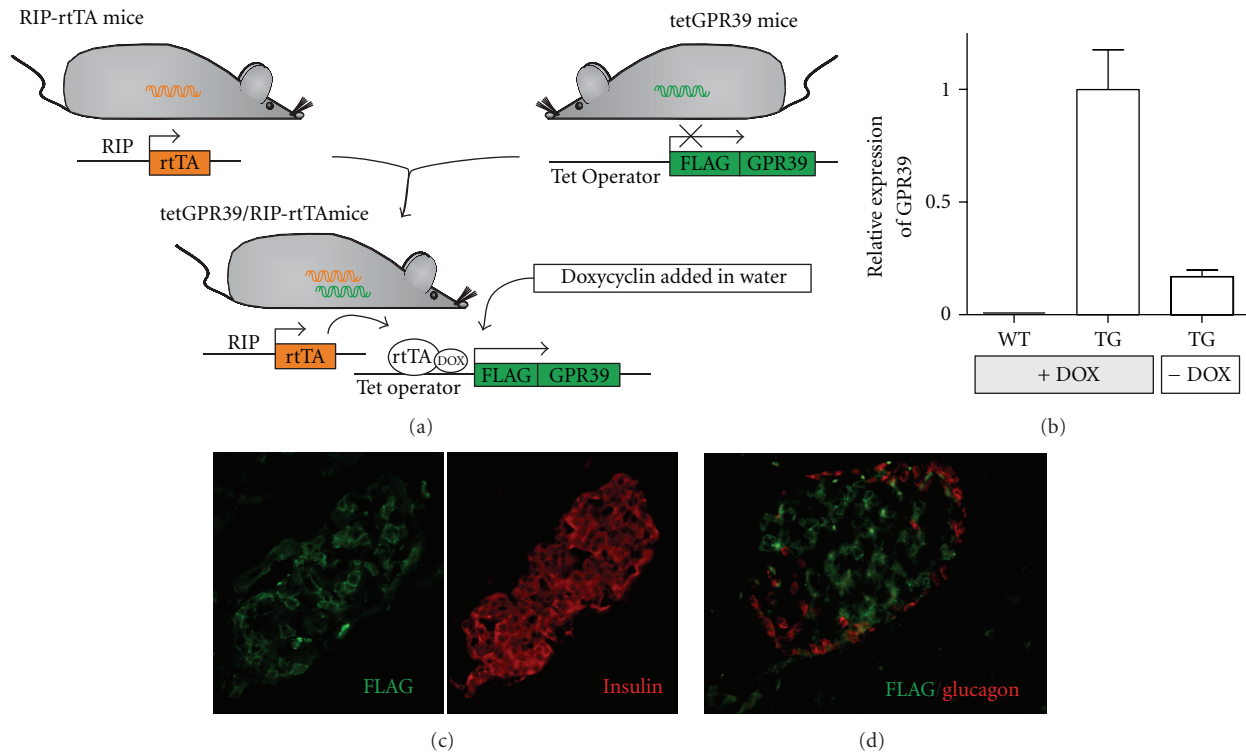 RIP-rtTA mice
tetGPR39 mice
RIP
rtTA
Tet Operator
FLAG
GPR39
tetGPR39/RIP-rtTAmice
Doxycyclin added in water
RIP
rtTA
rtTA
DOX
Tet operator
FLAG
GPR39
(a)
Relative expression
of GPR39
1
0.5
0
WT
TG
TG
+ DOX
− DOX
(b)
FLAG
Insulin
(c)
FLAG/glucagon
(d)